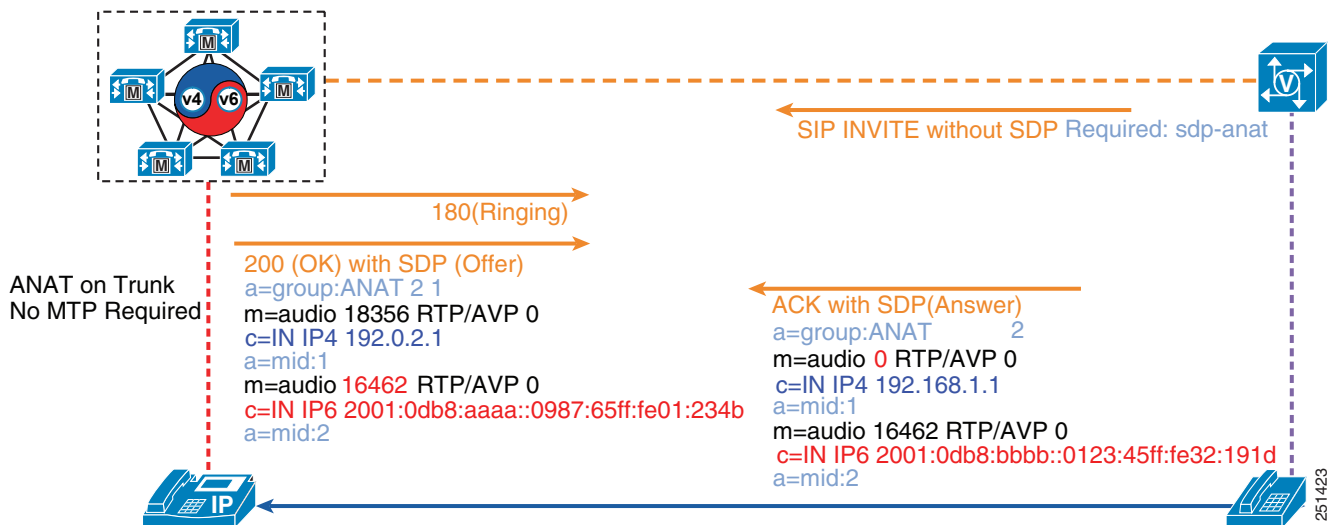 M
M
M
v4 v6
M
M
V
SIP INVITE without SDP Required: sdp-anat
180(Ringing)
ANAT on Trunk
No MTP Required
200 (OK) with SDP (Offer)
a=group:ANAT 2 1
m=audio 18356 RTP/AVP 0
c=IN IP4 192.0.2.1
a=mid:1
m=audio 16462 RTP/AVP 0
c=IN IP6 2001:0db8:aaaa::0987:65ff:fe01:234b
a=mid:2
ACK with SDP(Answer)
a=group:ANAT 2
m=audio 0 RTP/AVP 0
c=IN IP4 192.168.1.1
a=mid:1
m=audio 16462 RTP/AVP 0
c=IN IP6 2001:0db8:bbbb::0123:45ff:fe32:191d
a=mid:2
IP
251423